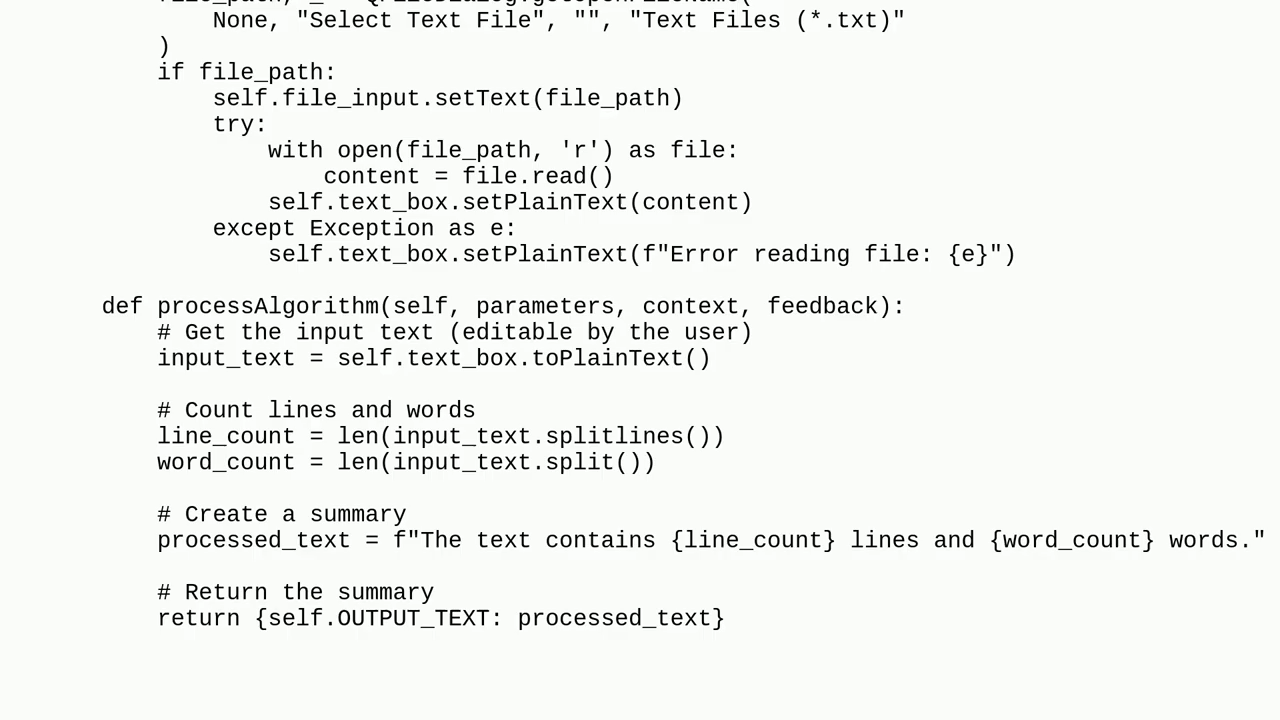 None, "Select Text File", "", "Text Files (*.txt)"
)
if file_path:
self.file_input.setText(file_path)
try:
with open(file_path, 'r') as file:
content = file.read()
self.text_box.setPlainText(content)
except Exception as e:
self.text_box.setPlainText(f"Error reading file: {e}")
def processAlgorithm(self, parameters, context, feedback):
# Get the input text (editable by the user)
input_text = self.text_box.toPlainText()
# Count lines and words
line_count = len(input_text.splitlines())
word_count = len(input_text.split())
# Create a summary
processed_text = f"The text contains {line_count} lines and {word_count} words."
# Return the summary
return {self.OUTPUT_TEXT: processed_text}